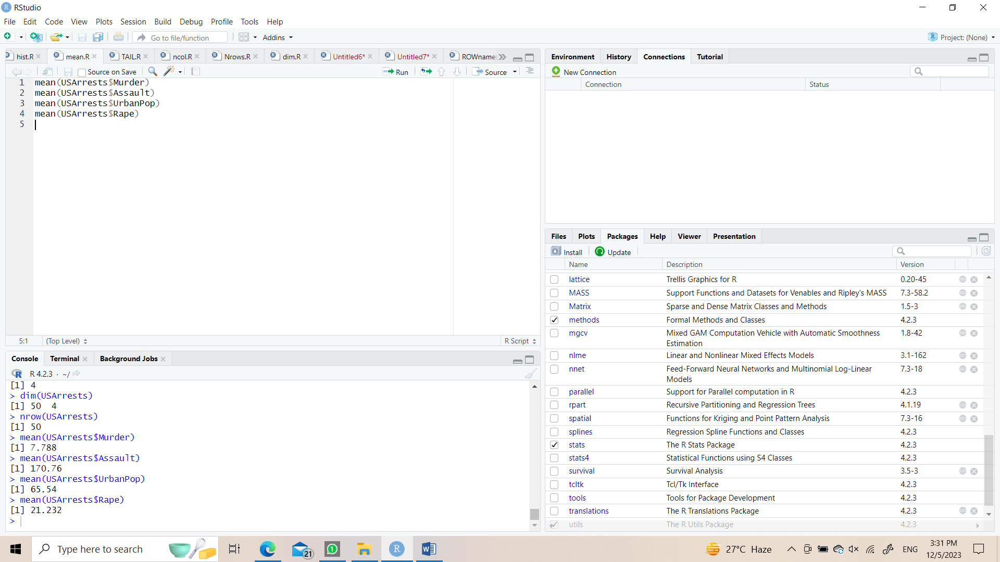 RStudio
File Edit Code View Plots Session Build Debug Profile Tools Help
Go to file/function Addins Project: (None)
hist.R mean.R TAIL.R ncol.R Nrows.R dim.R Untitled6* Untitled7* ROWname
Source on Save Run Source
1 mean(USArrests$Murder)
2 mean(USArrests$Assault)
3 mean(USArrests$UrbanPop)
4 mean(USArrests$Rape)
5
5:1 (Top Level) R Script
Console Terminal Background Jobs
R 4.2.3 · ~/
[1] 4
> dim(USArrests)
[1] 50  4
> nrow(USArrests)
[1] 50
> mean(USArrests$Murder)
[1] 7.788
> mean(USArrests$Assault)
[1] 170.76
> mean(USArrests$UrbanPop)
[1] 65.54
> mean(USArrests$Rape)
[1] 21.232
>
Environment History Connections Tutorial
New Connection
Connection Status
Files Plots Packages Help Viewer Presentation
Install Update
Name Description Version
lattice Trellis Graphics for R 0.20-45
MASS Support Functions and Datasets for Venables and Ripley's MASS 7.3-58.2
Matrix Sparse and Dense Matrix Classes and Methods 1.5-3
methods Formal Methods and Classes 4.2.3
mgcv Mixed GAM Computation Vehicle with Automatic Smoothness 1.8-42
Estimation
nlme Linear and Nonlinear Mixed Effects Models 3.1-162
nnet Feed-Forward Neural Networks and Multinomial Log-Linear 7.3-18
Models
parallel Support for Parallel computation in R 4.2.3
rpart Recursive Partitioning and Regression Trees 4.1.19
spatial Functions for Kriging and Point Pattern Analysis 7.3-16
splines Regression Spline Functions and Classes 4.2.3
stats The R Stats Package 4.2.3
stats4 Statistical Functions using S4 Classes 4.2.3
survival Survival Analysis 3.5-3
tcltk Tcl/Tk Interface 4.2.3
tools Tools for Package Development 4.2.3
translations The R Translations Package 4.2.3
utils The R Utils Package 4.2.3
Type here to search 21 1 R W 27°C Haze ENG 3:31 PM
12/5/2023